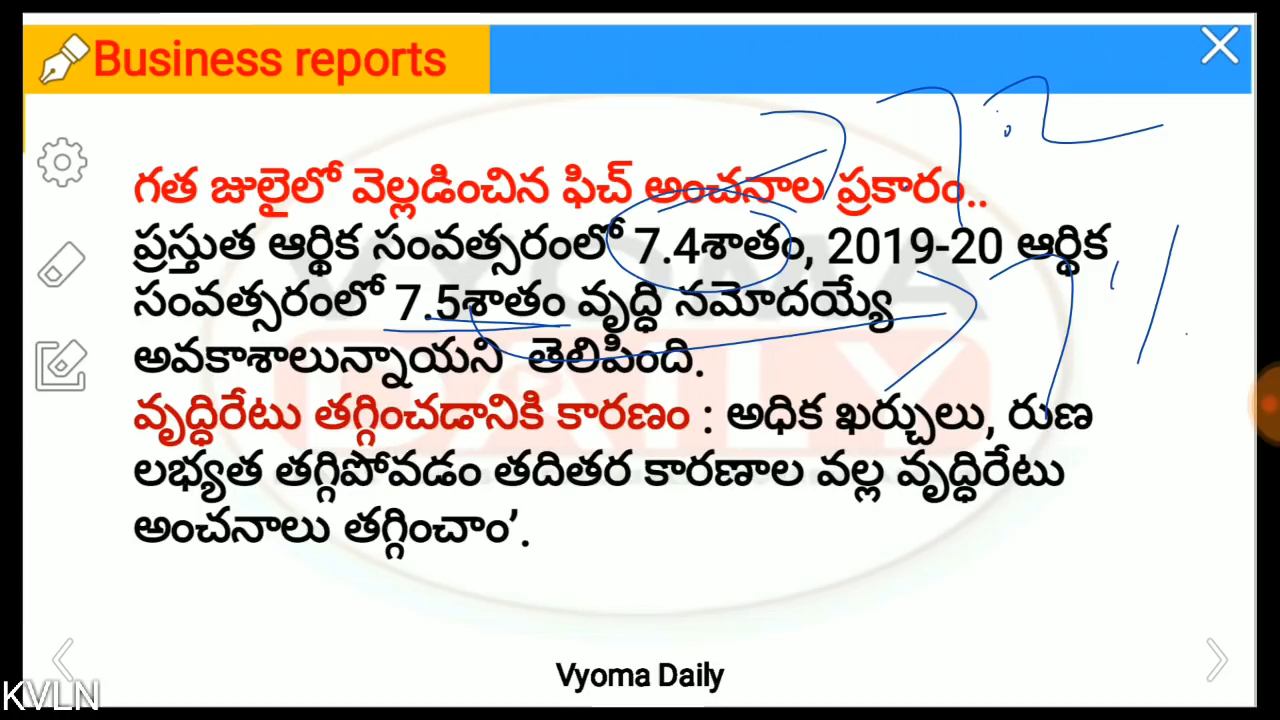 Business reports
గత జులైలో వెల్లడించిన ఫిచ్ అంచనాల ప్రకారం..
ప్రస్తుత ఆర్థిక సంవత్సరంలో 7.4శాతం, 2019-20 ఆర్థిక
సంవత్సరంలో 7.5శాతం వృద్ధి నమోదయ్యే
అవకాశాలున్నాయని తెలిపింది.
వృద్ధిరేటు తగ్గించడానికి కారణం : అధిక ఖర్చులు, రుణ
లభ్యత తగ్గిపోవడం తదితర కారణాల వల్ల వృద్ధిరేటు
అంచనాలు తగ్గించాం’.
Vyoma Daily
KVLN